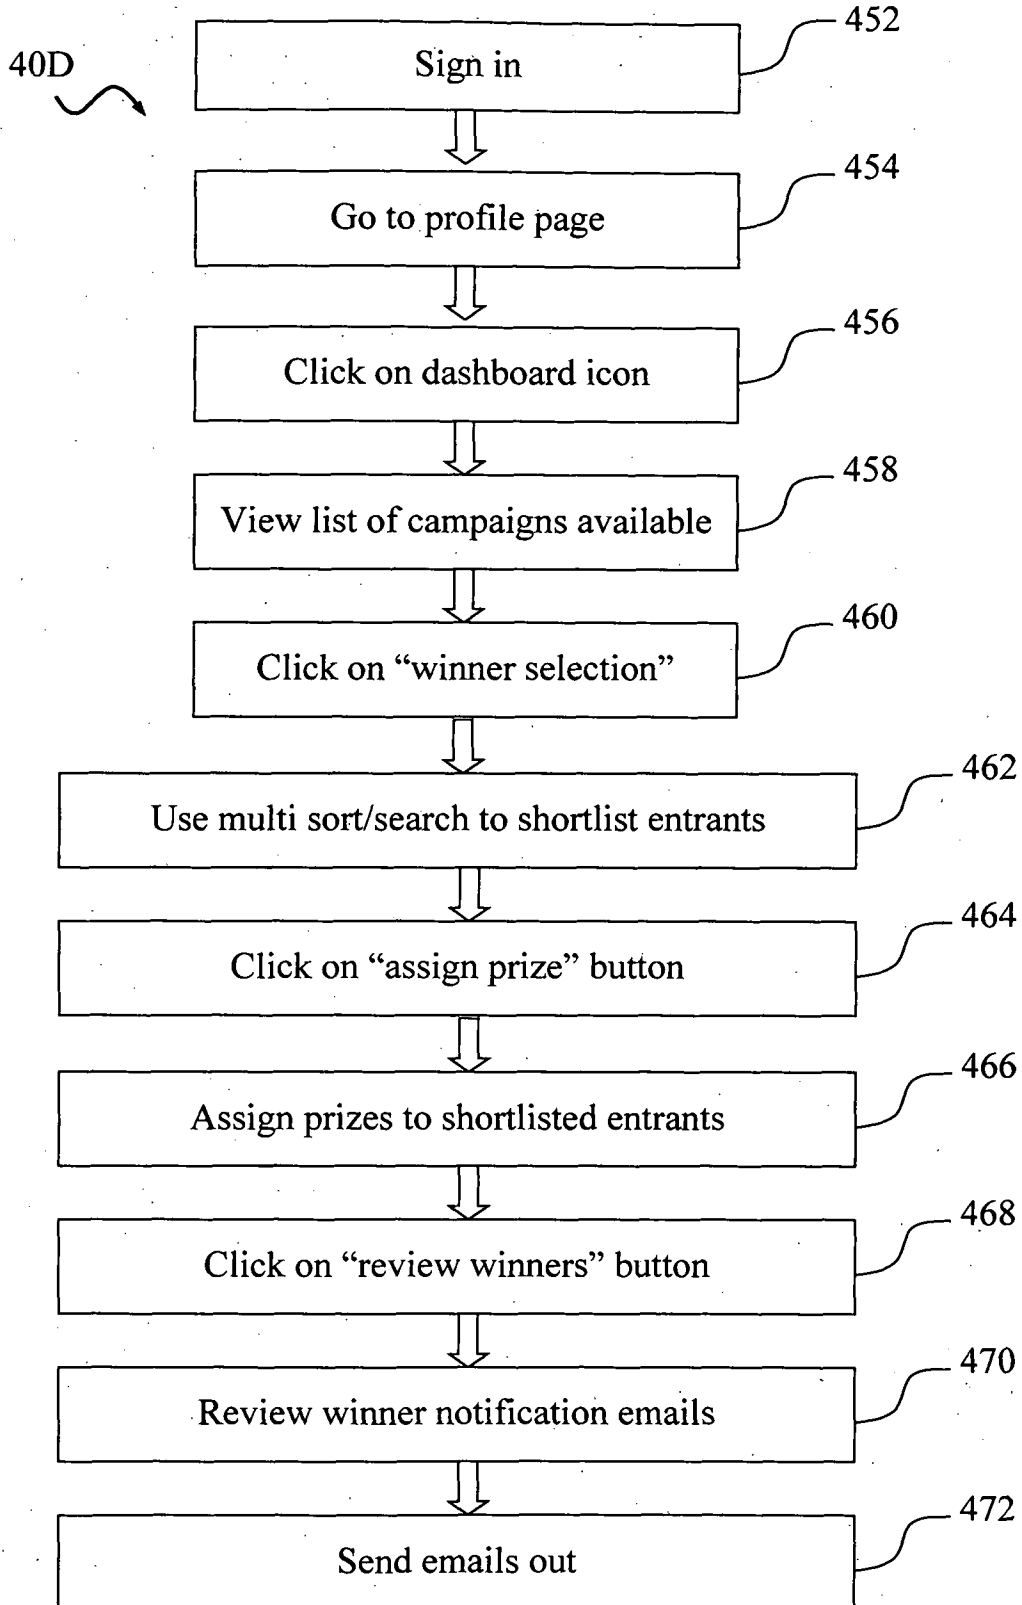 452
Sign in
40D
454
Go to profile page
456
Click on dashboard icon
458
View list of campaigns available
460
Click on “winner selection”
462
Use multi sort/search to shortlist entrants
464
Click on “assign prize” button
466
Assign prizes to shortlisted entrants
468
Click on “review winners” button
470
Review winner notification emails
472
Send emails out